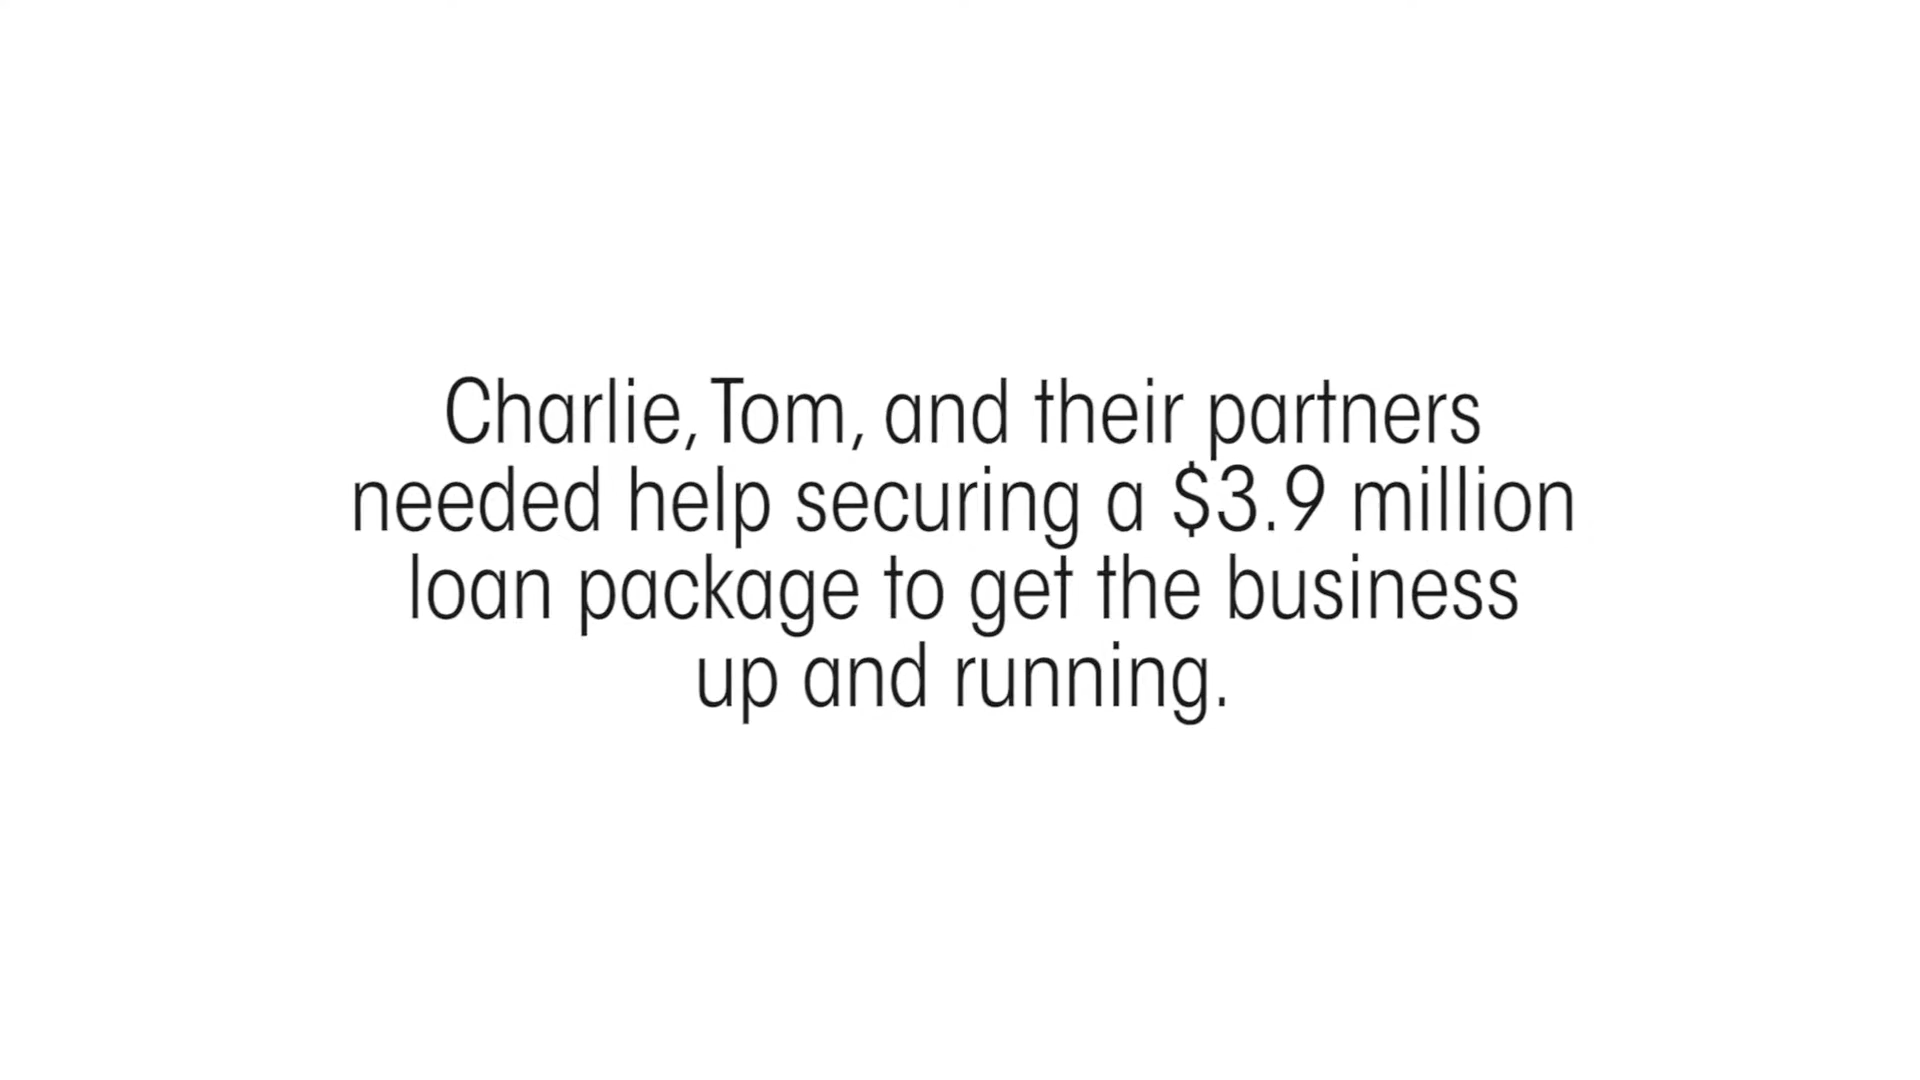 Charlie, Tom, and their partners
needed help securing a $3.9 million
loan package to get the business
up and running.